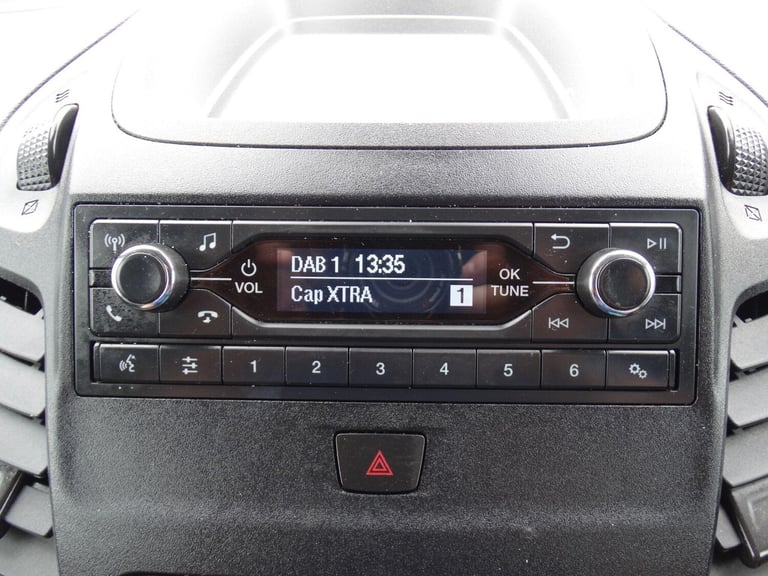 DAB 1 13:35
Cap XTRA 1
VOL
OK
TUNE
1 2 3 4 5 6